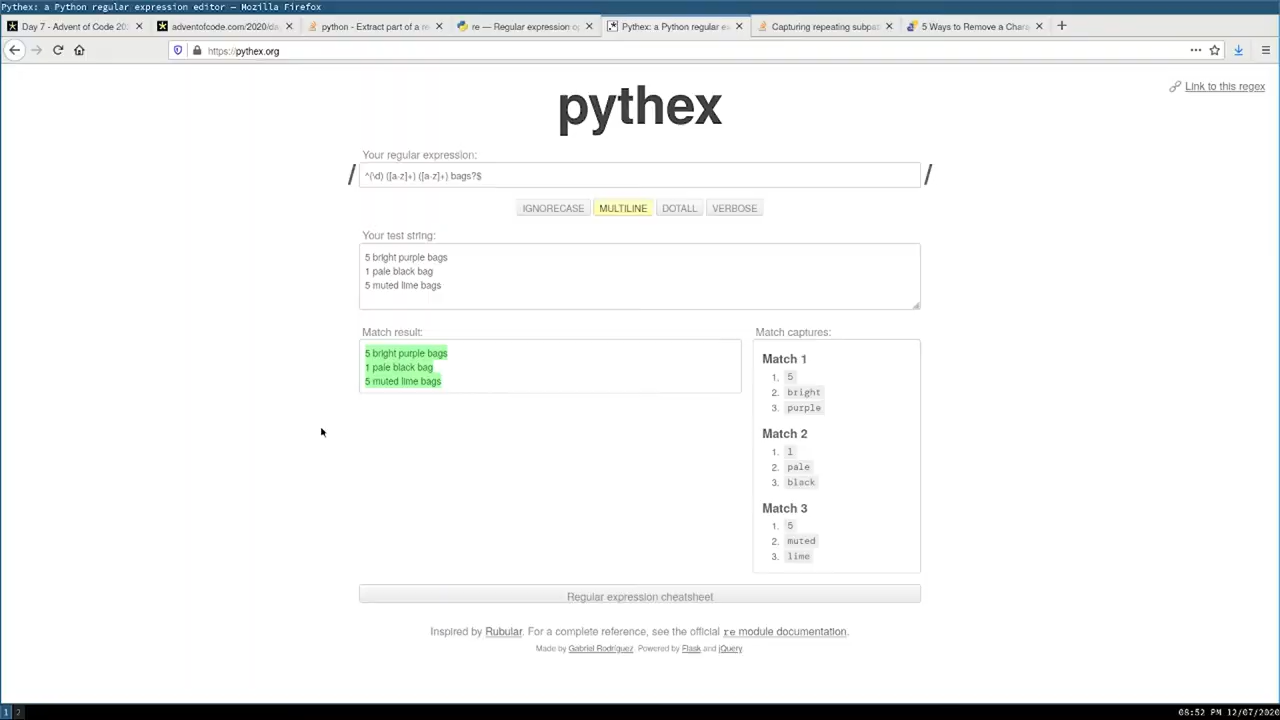 Pythex: a Python regular expression editor — Mozilla Firefox
Day 7 - Advent of Code 20
adventofcode.com/2020/da
python - Extract part of a re
re — Regular expression op
Pythex: a Python regular ex
Capturing repeating subpat
5 Ways to Remove a Chara
https://pythex.org
Link to this regex
pythex
Your regular expression:
/ ^(\d) ([a-z]+) ([a-z]+) bags?$ /
IGNORECASE MULTILINE DOTALL VERBOSE
Your test string:
5 bright purple bags
1 pale black bag
5 muted lime bags
Match result:
5 bright purple bags
1 pale black bag
5 muted lime bags
Match captures:
Match 1
1. 5
2. bright
3. purple
Match 2
1. 1
2. pale
3. black
Match 3
1. 5
2. muted
3. lime
Regular expression cheatsheet
Inspired by Rubular. For a complete reference, see the official re module documentation.
Made by Gabriel Rodríguez. Powered by Flask and jQuery
1 2
08:52 PM 12/07/2020